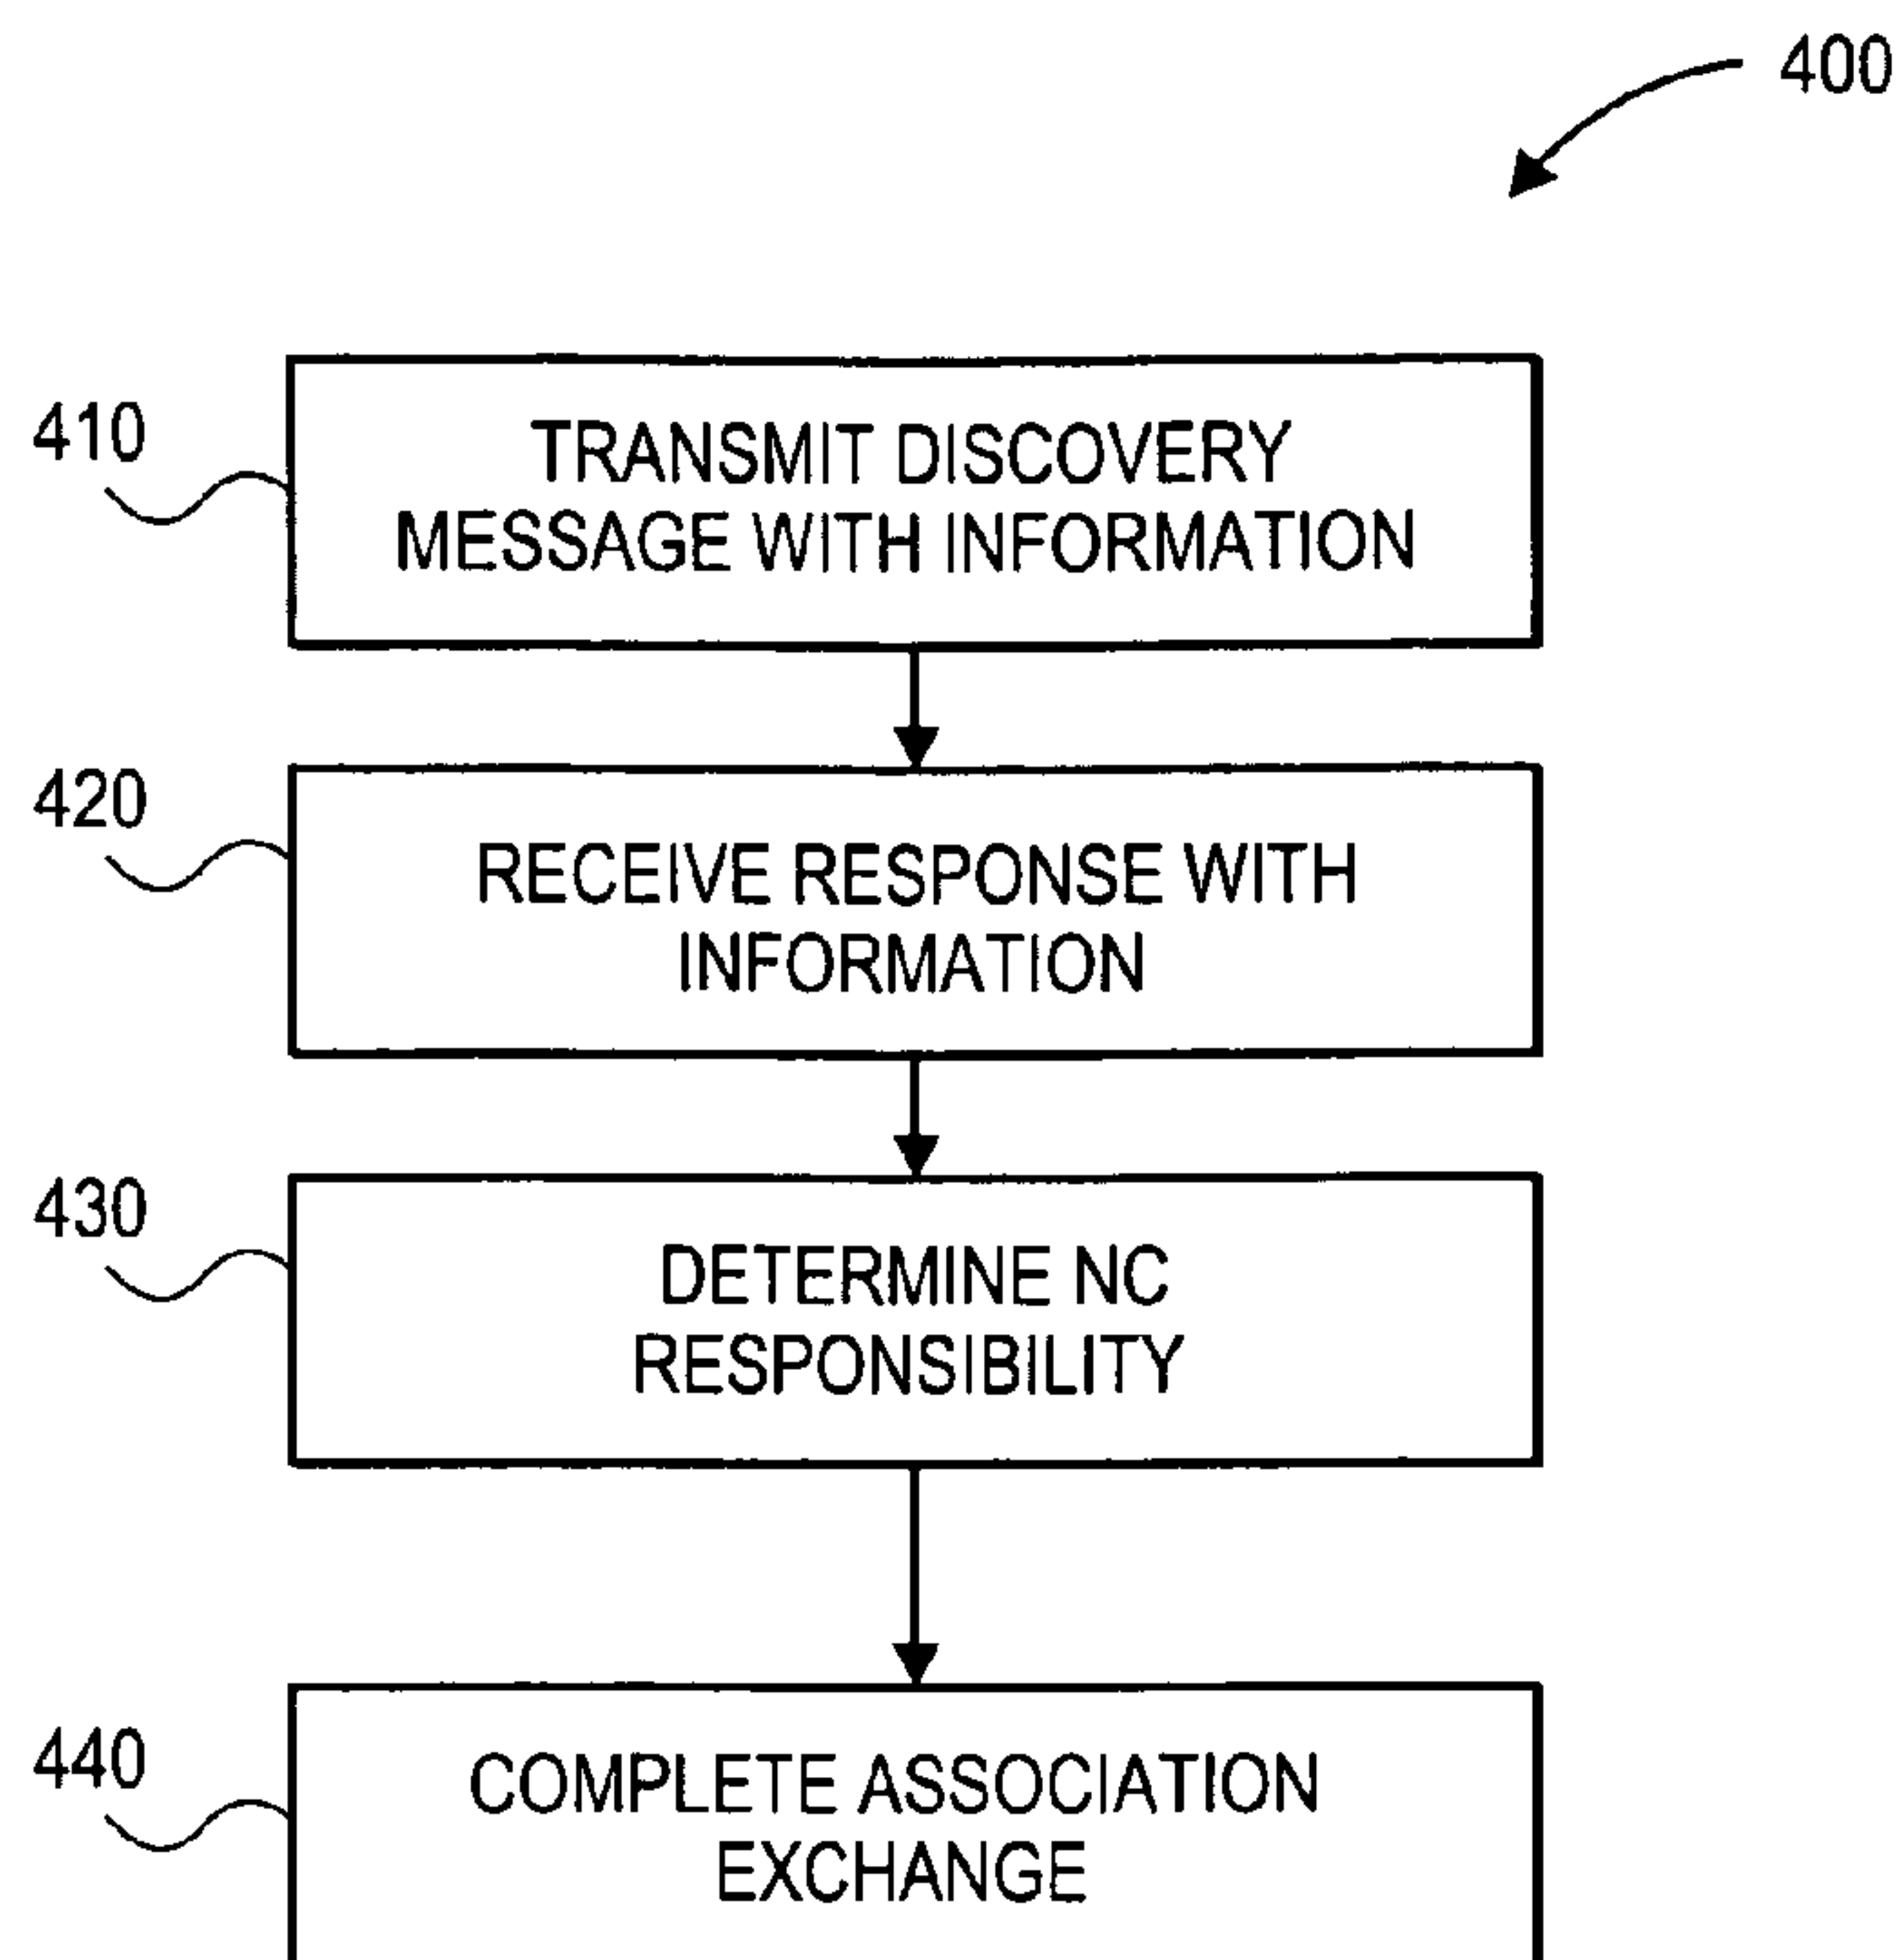 400
410
TRANSMIT DISCOVERY
MESSAGE WITH INFORMATION
420
RECEIVE RESPONSE WITH
INFORMATION
430
DETERMINE NC
RESPONSIBILITY
440
COMPLETE ASSOCIATION
EXCHANGE